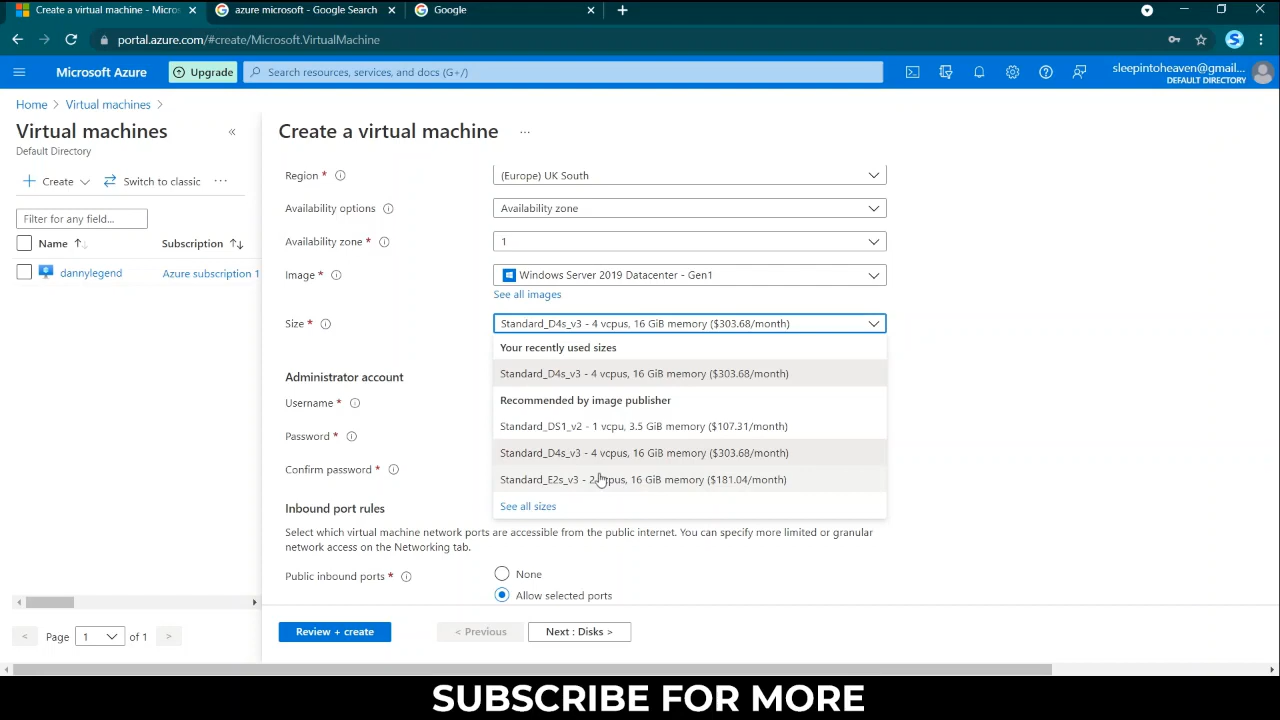 Create a virtual machine - Micros
azure microsoft - Google Search
Google
portal.azure.com/#create/Microsoft.VirtualMachine
Microsoft Azure
Upgrade
Search resources, services, and docs (G+/)
sleepintoheaven@gmail....
DEFAULT DIRECTORY
Home > Virtual machines >
Virtual machines
Default Directory
Create
Switch to classic
...
Filter for any field...
Name
Subscription
dannylegend
Azure subscription 1
Page 1 of 1
Create a virtual machine
...
Region *
(Europe) UK South
Availability options
Availability zone
Availability zone *
1
Image *
Windows Server 2019 Datacenter - Gen1
See all images
Size *
Standard_D4s_v3 - 4 vcpus, 16 GiB memory ($303.68/month)
Your recently used sizes
Standard_D4s_v3 - 4 vcpus, 16 GiB memory ($303.68/month)
Recommended by image publisher
Standard_DS1_v2 - 1 vcpu, 3.5 GiB memory ($107.31/month)
Standard_D4s_v3 - 4 vcpus, 16 GiB memory ($303.68/month)
Standard_E2s_v3 - 2 vcpus, 16 GiB memory ($181.04/month)
See all sizes
Administrator account
Username *
Password *
Confirm password *
Inbound port rules
Select which virtual machine network ports are accessible from the public internet. You can specify more limited or granular
network access on the Networking tab.
Public inbound ports *
None
Allow selected ports
Review + create
< Previous
Next : Disks >
SUBSCRIBE FOR MORE